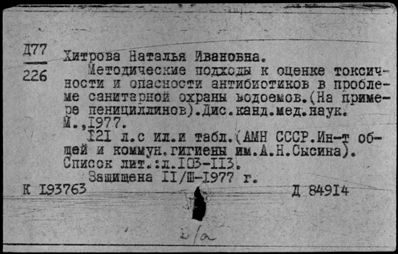 Д77
226
Хитрова Наталья Ивановна.
Методические подходы к оценке токсич-
ности и опасности антибиотиков в пробле-
ме санитарной охраны водоемов.(На приме-
ре пенициллинов).Дис.канд.мед.наук.
М.,1977.
121 л.с ил.и табл.(АМН СССР.Ин-т об-
щей и коммун.гигиены им.А.Н.Сысина).
Список лит.:л.103-113.
Защищена 11/Ш-1977 г.
К 193763 Д 84914